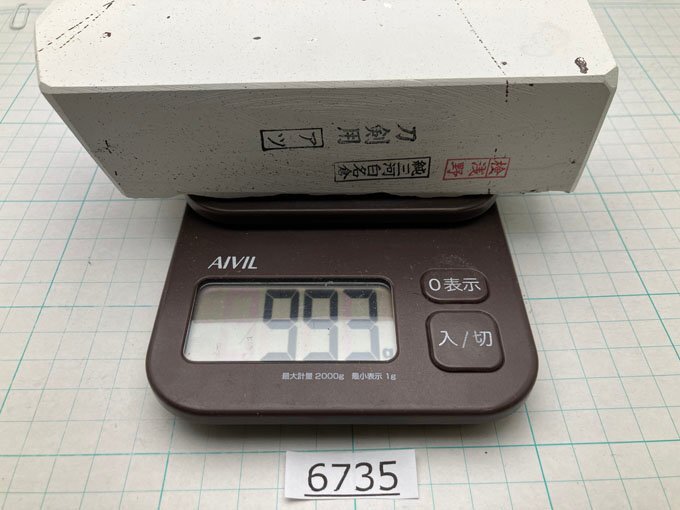 刀剣用
アツ
純三河白名倉
浅野
検
AIVIL
993g
0表示
入/切
最大計量 2000g 最小表示 1g
6735